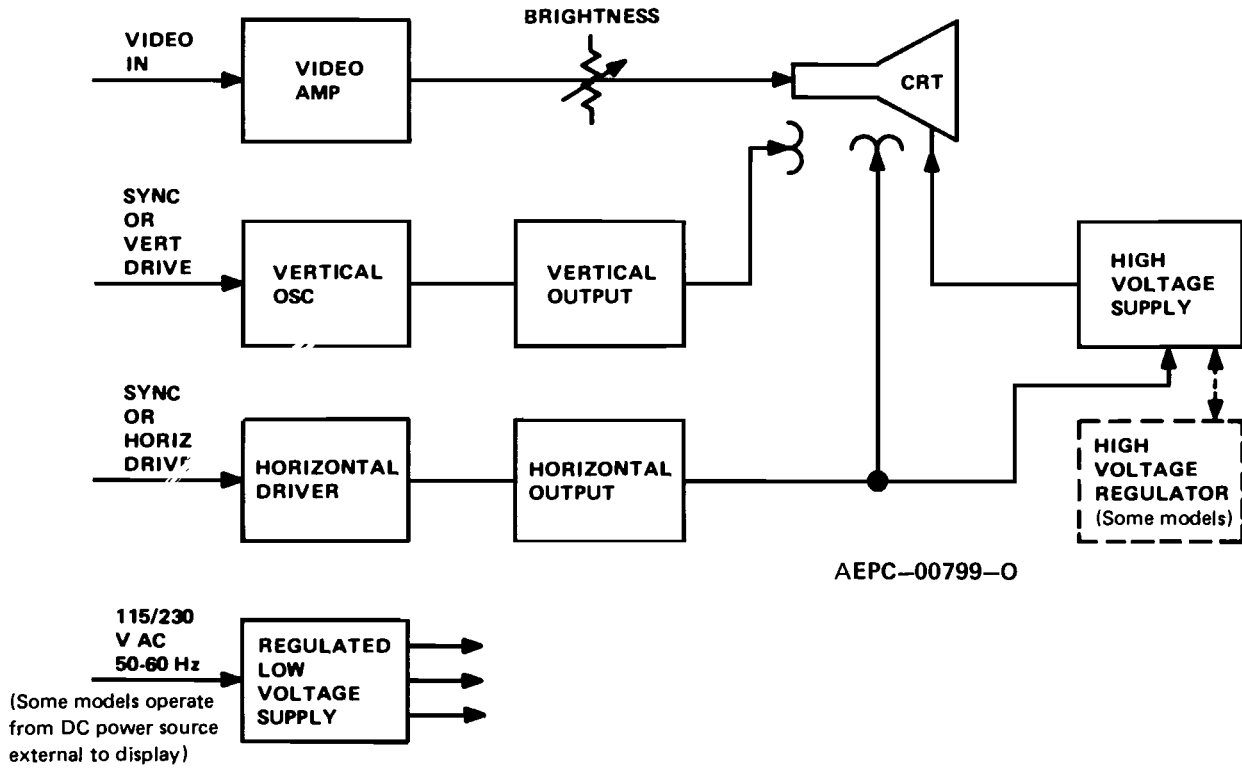 BRIGHTNESS
VIDEO
IN
VIDEO
AMP
CRT
SYNC
OR
VERT
DRIVE
VERTICAL
OSC
VERTICAL
OUTPUT
HIGH
VOLTAGE
SUPPLY
SYNC
OR
HORIZ
DRIVE
HORIZONTAL
DRIVER
HORIZONTAL
OUTPUT
HIGH
VOLTAGE
REGULATOR
(Some models)
AEPC–00799–O
115/230
V AC
50-60 Hz
(Some models operate
from DC power source
external to display)
REGULATED
LOW
VOLTAGE
SUPPLY